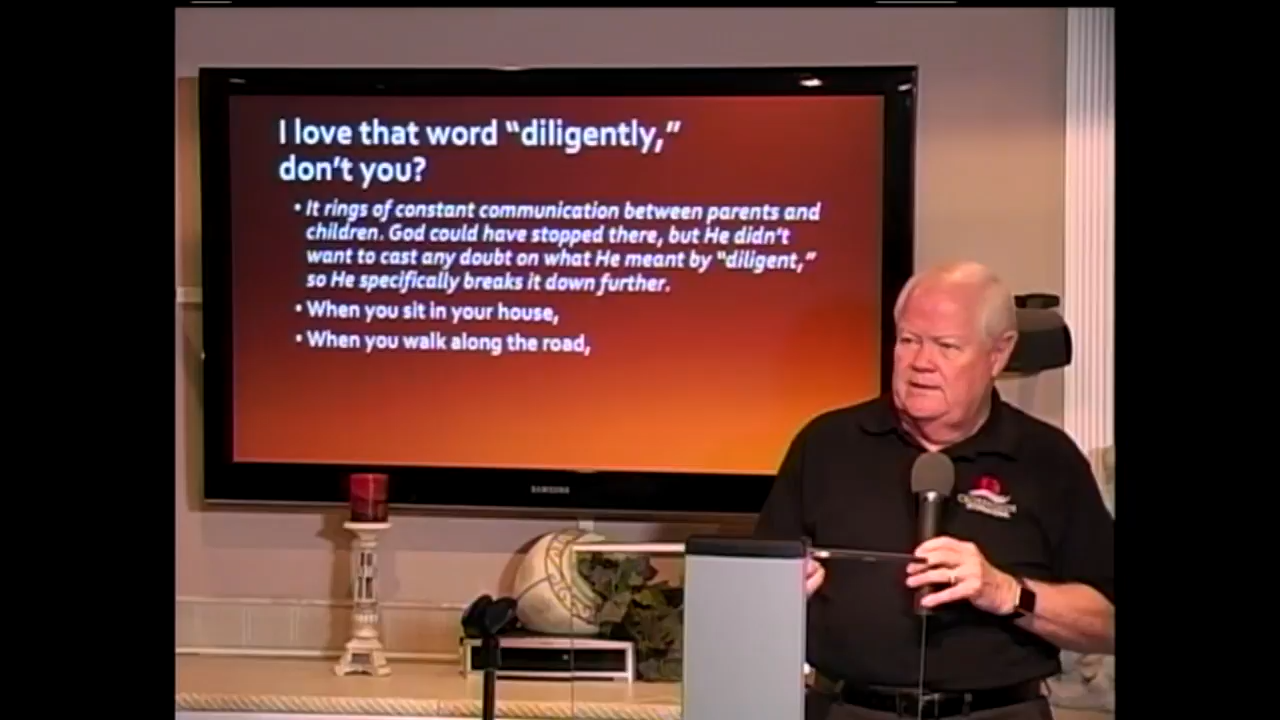 I love that word “diligently,”
don’t you?
• It rings of constant communication between parents and
children. God could have stopped there, but He didn’t
want to cast any doubt on what He meant by “diligent,”
so He specifically breaks it down further.
• When you sit in your house,
• When you walk along the road,
SAMSUNG